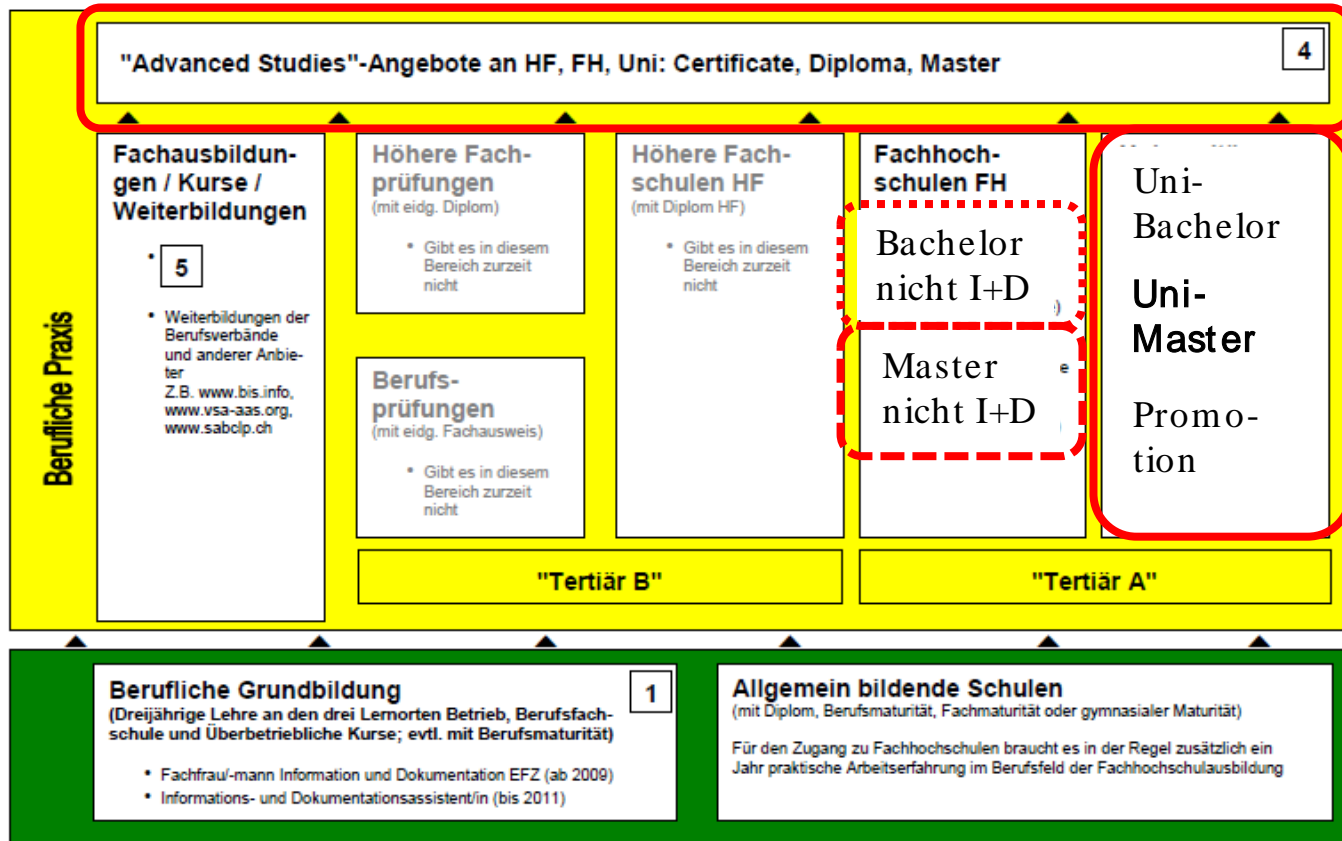 "Advanced Studies"-Angebote an HF, FH, Uni: Certificate, Diploma, Master
4
Berufliche Praxis
Fachausbildun-
gen / Kurse /
Weiterbildungen
• 5
• Weiterbildungen der
Berufsverbände
und anderer Anbie-
ter
Z.B. www.bis.info,
www.vsa-aas.org,
www.sabclp.ch
Höhere Fach-
prüfungen
(mit eidg. Diplom)
• Gibt es in diesem
Bereich zurzeit
nicht
Berufs-
prüfungen
(mit eidg. Fachausweis)
• Gibt es in diesem
Bereich zurzeit
nicht
Höhere Fach-
schulen HF
(mit Diplom HF)
• Gibt es in diesem
Bereich zurzeit
nicht
Fachhoch-
schulen FH
Bachelor
nicht I+D
)
Master
nicht I+D
e
)
Uni-
Bachelor
Uni-
Master
Promo-
tion
"Tertiär B"
"Tertiär A"
Berufliche Grundbildung
1
(Dreijährige Lehre an den drei Lernorten Betrieb, Berufsfach-
schule und Überbetriebliche Kurse; evtl. mit Berufsmaturität)
• Fachfrau/-mann Information und Dokumentation EFZ (ab 2009)
• Informations- und Dokumentationsassistent/in (bis 2011)
Allgemein bildende Schulen
(mit Diplom, Berufsmaturität, Fachmaturität oder gymnasialer Maturität)
Für den Zugang zu Fachhochschulen braucht es in der Regel zusätzlich ein
Jahr praktische Arbeitserfahrung im Berufsfeld der Fachhochschulausbildung